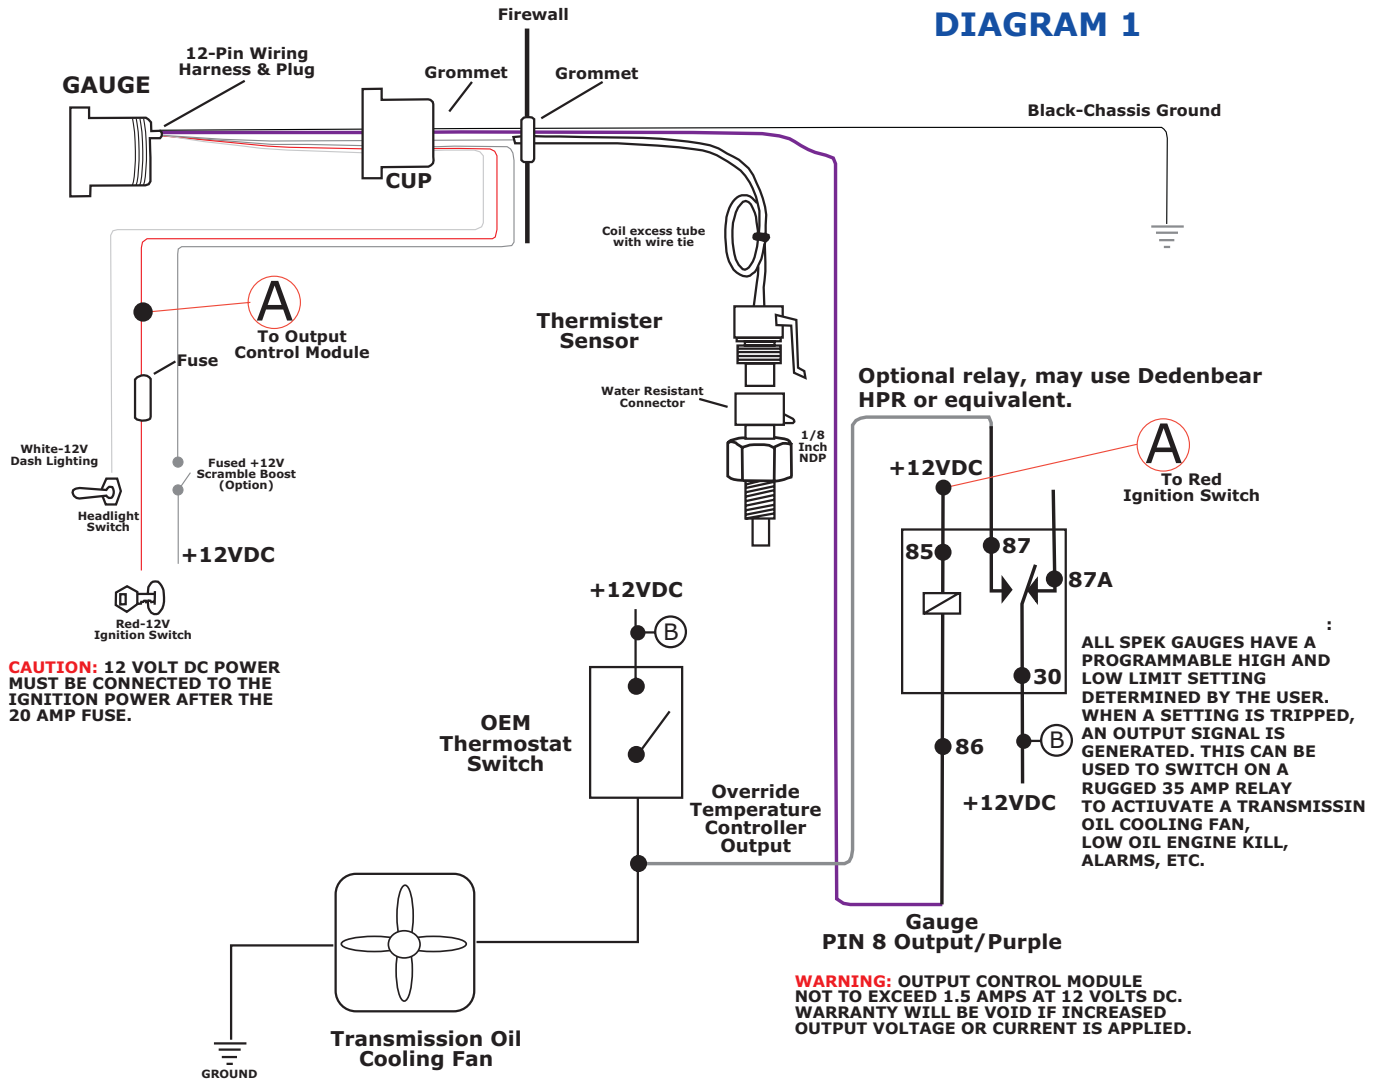 DIAGRAM 1
Firewall
12-Pin Wiring
Harness & Plug
GAUGE
Grommet
Grommet
Black-Chassis Ground
CUP
Coil excess tube
with wire tie
A
To Output
Control Module
Fuse
Thermister
Sensor
Water Resistant
Connector
1/8
Inch
NDP
Optional relay, may use Dedenbear
HPR or equivalent.
A
To Red
Ignition Switch
+12VDC
White-12V
Dash Lighting
Headlight
Switch
Fused +12V
Scramble Boost
(Option)
+12VDC
Red-12V
Ignition Switch
CAUTION: 12 VOLT DC POWER
MUST BE CONNECTED TO THE
IGNITION POWER AFTER THE
20 AMP FUSE.
+12VDC
B
OEM
Thermostat
Switch
85
87
87A
30
86
B
+12VDC
:
ALL SPEK GAUGES HAVE A
PROGRAMMABLE HIGH AND
LOW LIMIT SETTING
DETERMINED BY THE USER.
WHEN A SETTING IS TRIPPED,
AN OUTPUT SIGNAL IS
GENERATED. THIS CAN BE
USED TO SWITCH ON A
RUGGED 35 AMP RELAY
TO ACTIUVATE A TRANSMISSIN
OIL COOLING FAN,
LOW OIL ENGINE KILL,
ALARMS, ETC.
Override
Temperature
Controller
Output
Gauge
PIN 8 Output/Purple
WARNING: OUTPUT CONTROL MODULE
NOT TO EXCEED 1.5 AMPS AT 12 VOLTS DC.
WARRANTY WILL BE VOID IF INCREASED
OUTPUT VOLTAGE OR CURRENT IS APPLIED.
Transmission Oil
Cooling Fan
GROUND